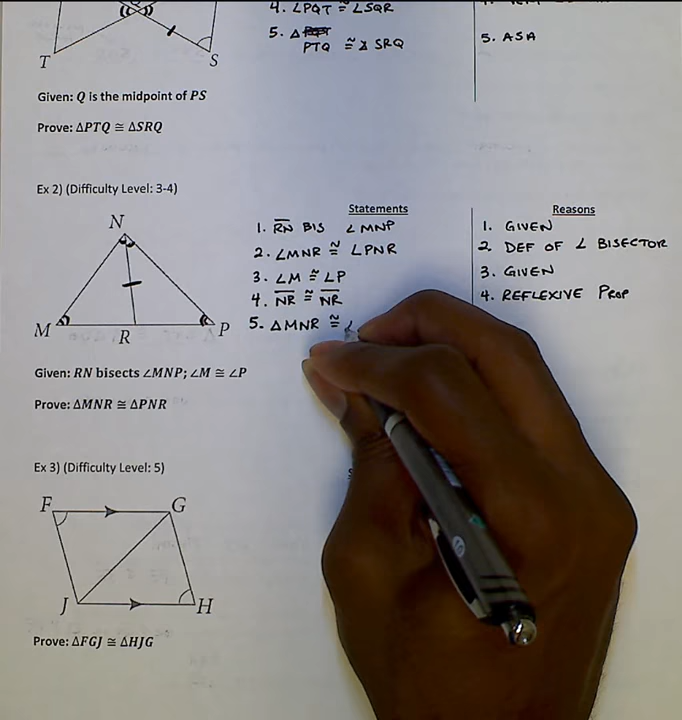 4. ∠PQT ≅ ∠SQR
5. △ PTQ ≅ △ SRQ
5. ASA
T
S
Given: Q is the midpoint of PS
Prove: ΔPTQ ≅ ΔSRQ
Ex 2) (Difficulty Level: 3-4)
Statements
Reasons
N
M
R
P
1. RN BIS ∠MNP
1. GIVEN
2. ∠MNR ≅ ∠PNR
2 DEF OF ∠ BISECTOR
3. ∠M ≅ ∠P
3. GIVEN
4. NR ≅ NR
4. REFLEXIVE PROP
5. △MNR ≅
Given: RN bisects ∠MNP; ∠M ≅ ∠P
Prove: ΔMNR ≅ ΔPNR
Ex 3) (Difficulty Level: 5)
F
G
J
H
Prove: ΔFGJ ≅ ΔHJG